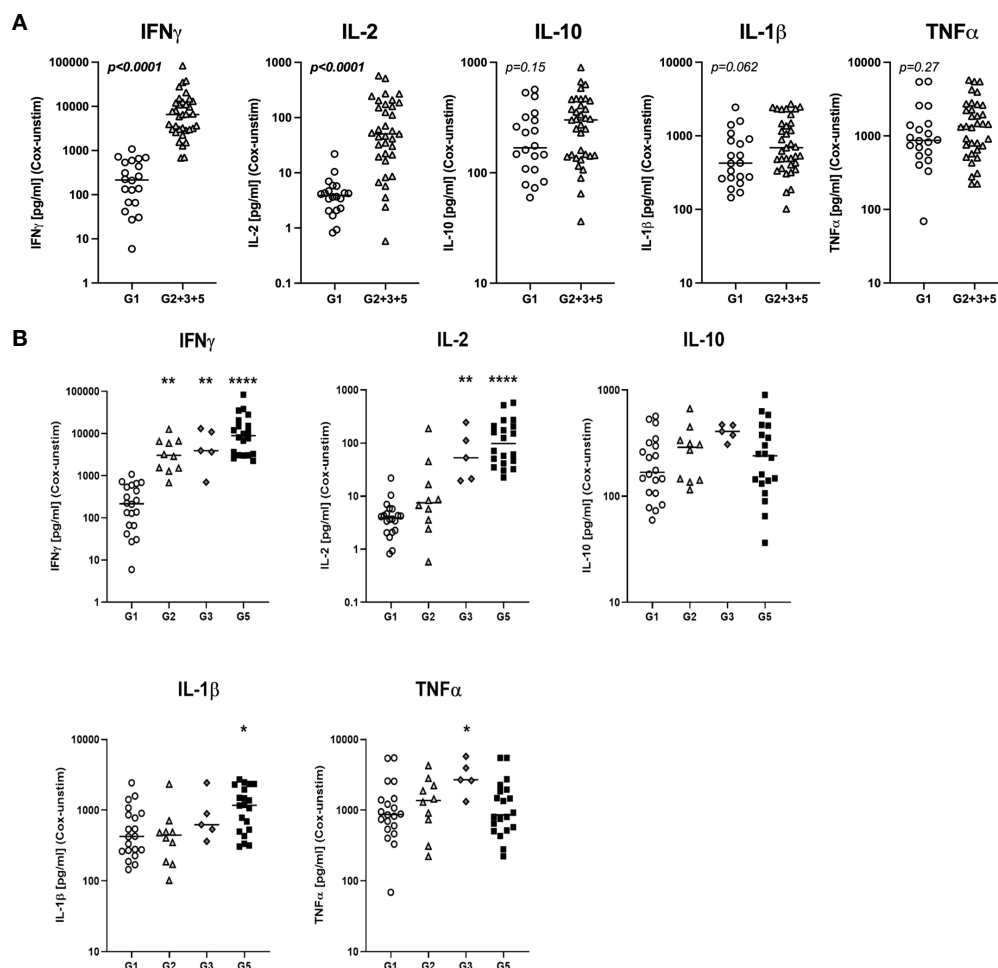 A
IFNγ
IFNγ [pg/ml] (Cox-unstim)
p<0.0001
100000
10000
1000
100
10
1
G1 G2+3+5
IL-2
IL-2 [pg/ml] (Cox-unstim)
p<0.0001
1000
100
10
1
0.1
G1 G2+3+5
IL-10
IL-10 [pg/ml] (Cox-unstim)
p=0.15
1000
100
10
G1 G2+3+5
IL-1β
IL-1β [pg/ml] (Cox-unstim)
p=0.062
10000
1000
100
10
G1 G2+3+5
TNFα
TNFα [pg/ml] (Cox-unstim)
p=0.27
10000
1000
100
10
G1 G2+3+5
B
IFNγ
IFNγ [pg/ml] (Cox-unstim)
** ** ****
100000
10000
1000
100
10
1
G1 G2 G3 G5
IL-2
IL-2 [pg/ml] (Cox-unstim)
** ****
1000
100
10
1
0.1
G1 G2 G3 G5
IL-10
IL-10 [pg/ml] (Cox-unstim)
1000
100
10
G1 G2 G3 G5
IL-1β
IL-1β [pg/ml] (Cox-unstim)
*
10000
1000
100
10
G1 G2 G3 G5
TNFα
TNFα [pg/ml] (Cox-unstim)
*
10000
1000
100
10
G1 G2 G3 G5